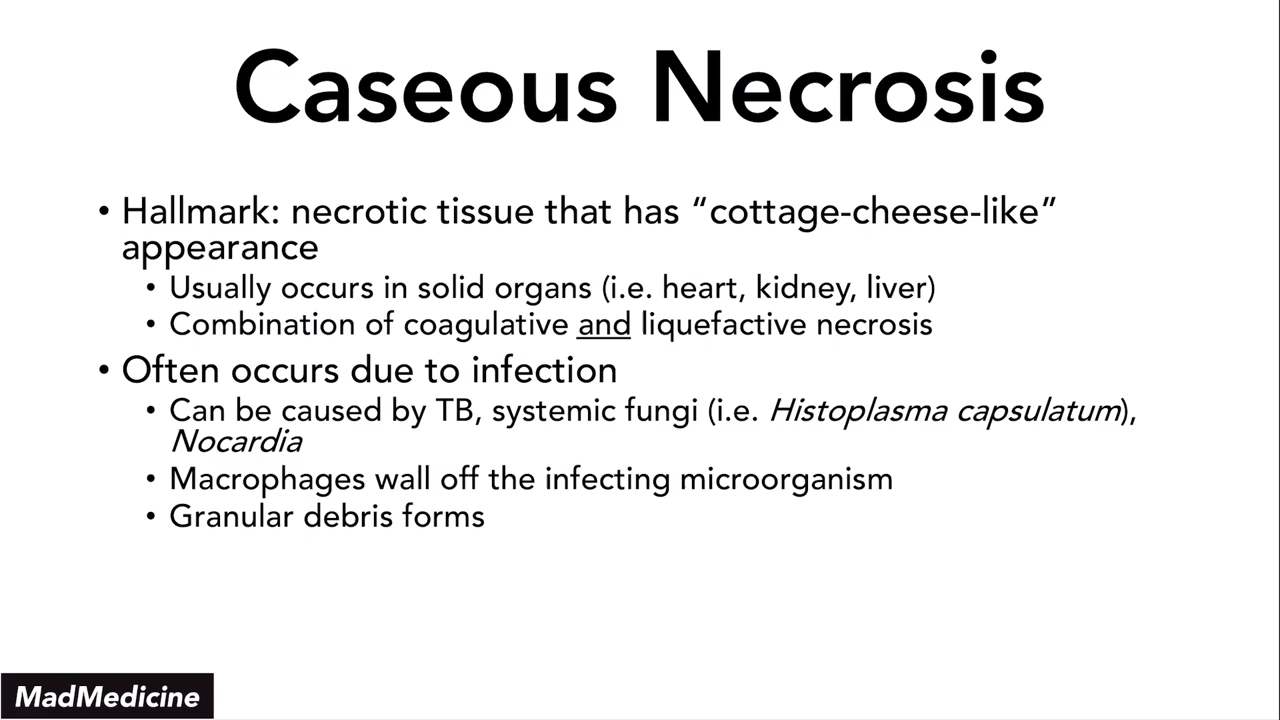 Caseous Necrosis
• Hallmark: necrotic tissue that has “cottage-cheese-like”
appearance
• Usually occurs in solid organs (i.e. heart, kidney, liver)
• Combination of coagulative and liquefactive necrosis
• Often occurs due to infection
• Can be caused by TB, systemic fungi (i.e. Histoplasma capsulatum),
Nocardia
• Macrophages wall off the infecting microorganism
• Granular debris forms
MadMedicine